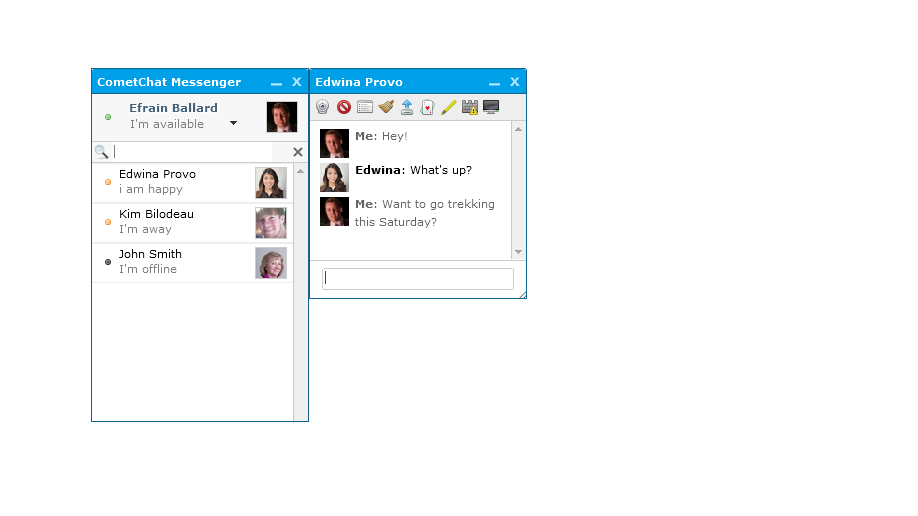 CometChat Messenger
Efrain Ballard
I'm available
Edwina Provo
i am happy
Kim Bilodeau
I'm away
John Smith
I'm offline
Edwina Provo
Me: Hey!
Edwina: What's up?
Me: Want to go trekking
this Saturday?